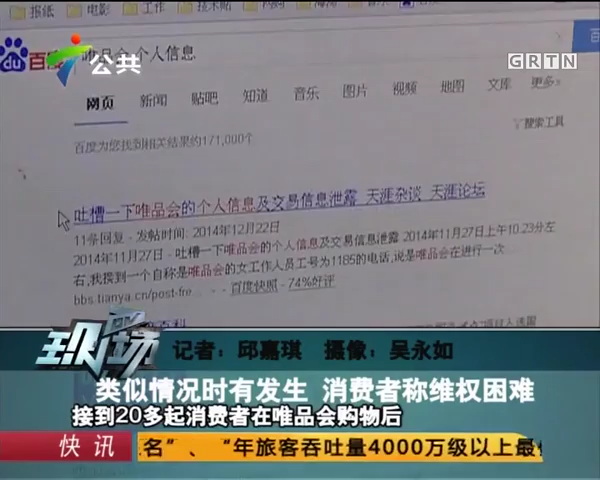 报纸 电影 工作 技术帖 网购
百度 公共 唯品会 个人信息
GRTN
网页 新闻 贴吧 知道 音乐 图片 视频 地图 文库 更多»
百度为您找到相关结果约171,000个
搜索工具
吐槽一下唯品会的个人信息及交易信息泄露_天涯杂谈_天涯论坛
11条回复 - 发帖时间: 2014年12月22日
2014年11月27日 - 吐槽一下唯品会的个人信息及交易信息泄露 2014年11月27日上午10.23分左
右,我接到一个自称是唯品会的女工作人员工号为1185的电话,说是唯品会在进行一次...
bbs.tianya.cn/post-fre... - 百度快照 - 74%好评
现场
记者：邱嘉琪 摄像：吴永如
类似情况时有发生 消费者称维权困难
接到20多起消费者在唯品会购物后
快讯 名”、“年旅客吞吐量4000万级以上最